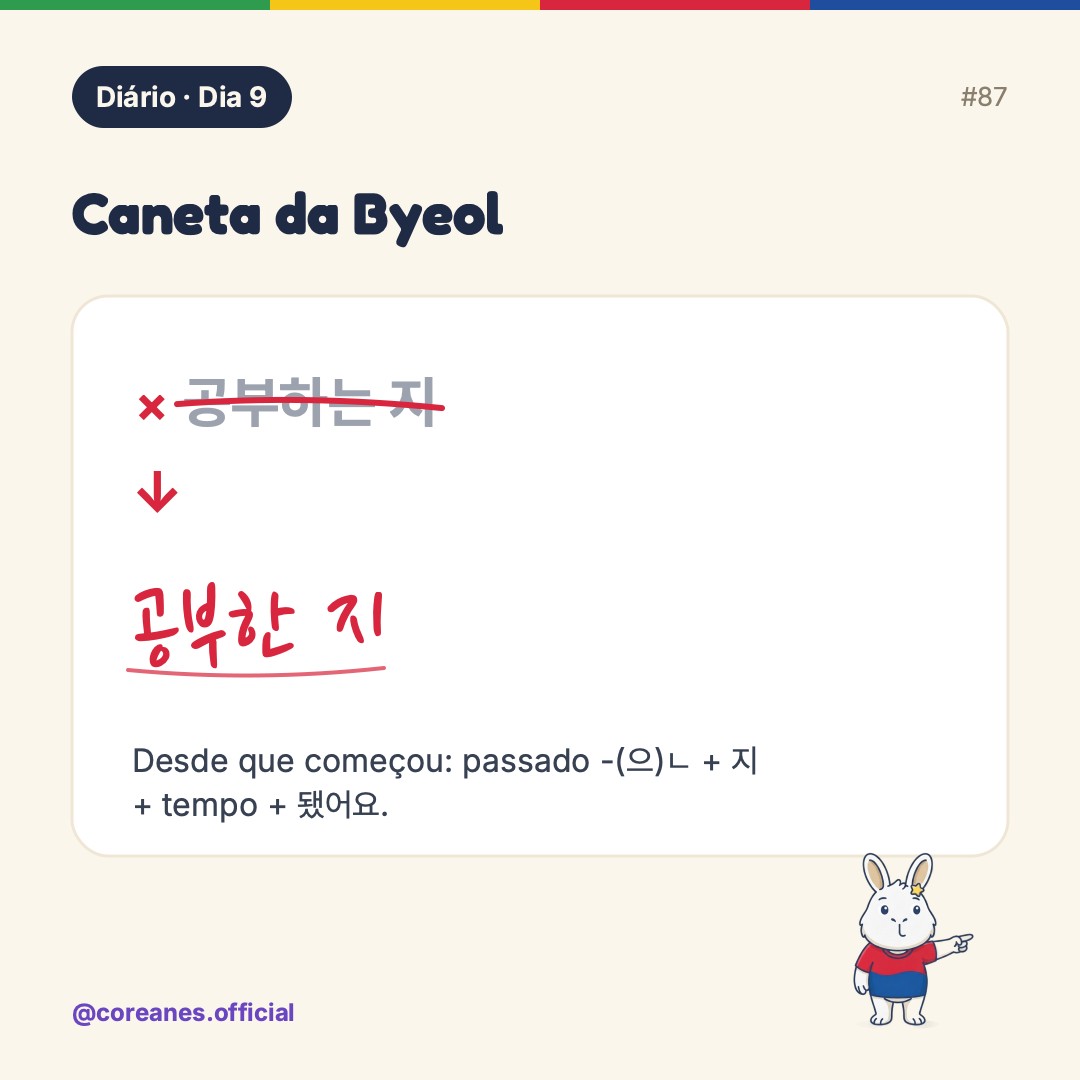 Diário · Dia 9
#87
Caneta da Byeol
× 공부하는 지
↓
공부한 지
Desde que começou: passado -(으)ㄴ + 지
+ tempo + 됐어요.
@coreanes.official